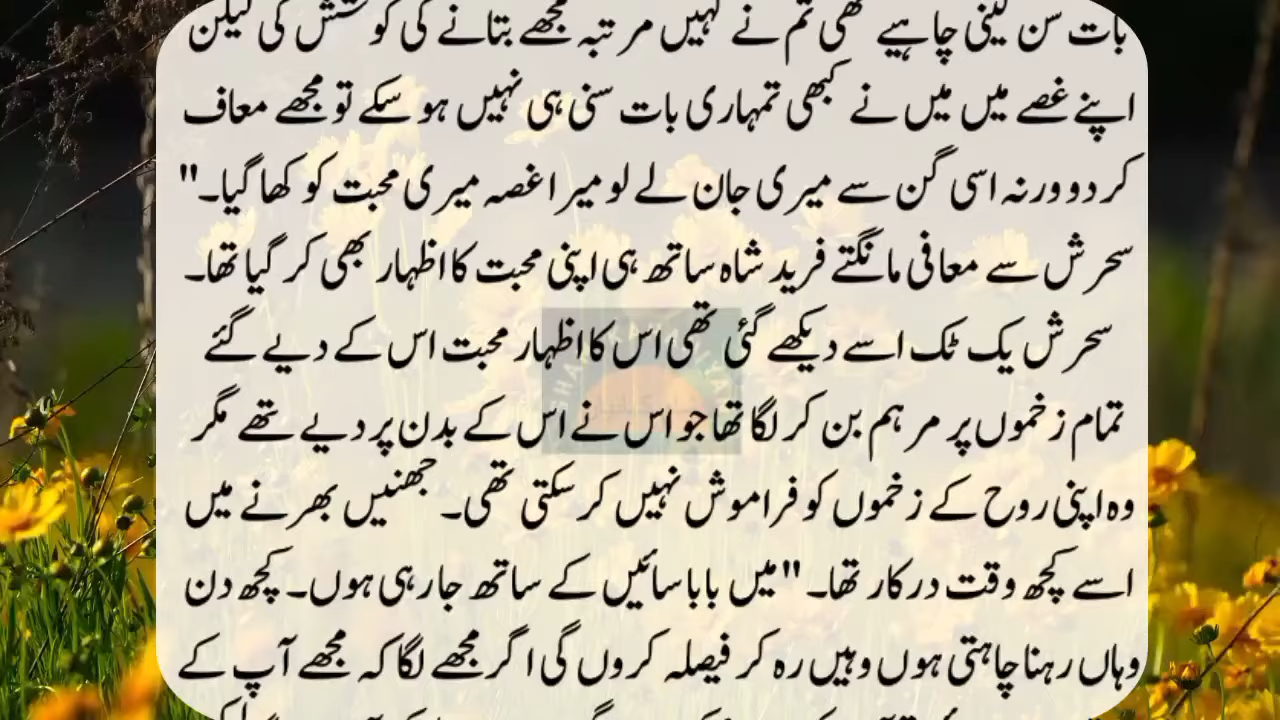 بات سن لینی چاہیے تھی تم نے کہیں مرتبہ مجھے بتانے کی کوشش کی لیکن
اپنے غصے میں میں نے کبھی تمہاری بات سنی ہی نہیں ہو سکے تو مجھے معاف
کر دو ورنہ اسی گن سے میری جان لے لو میرا غصہ میری محبت کو کھا گیا۔"
سحرش سے معافی مانگتے فرید شاہ ساتھ ہی اپنی محبت کا اظہار بھی کر گیا تھا۔
سحرش یک ٹک اسے دیکھے گئی تھی اس کا اظہار محبت اس کے دیے گئے
تمام زخموں پر مرہم بن کر لگا تھا جو اس نے اس کے بدن پر دیے تھے مگر
وہ اپنی روح کے زخموں کو فراموش نہیں کر سکتی تھی۔ جھنیں بھرنے میں
اسے کچھ وقت درکار تھا۔ "میں بابا سائیں کے ساتھ جا رہی ہوں۔ کچھ دن
وہاں رہنا چاہتی ہوں وہیں رہ کر فیصلہ کروں گی اگر مجھے لگا کہ مجھے آپ کے